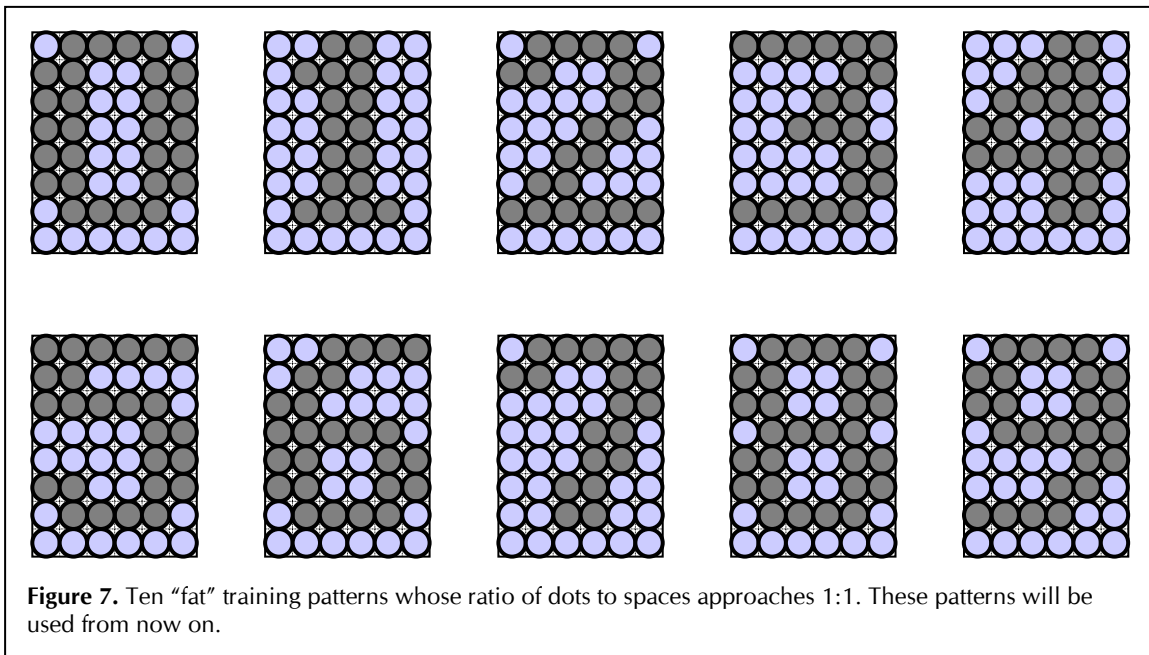 Figure 7. Ten “fat” training patterns whose ratio of dots to spaces approaches 1:1. These patterns will be
used from now on.